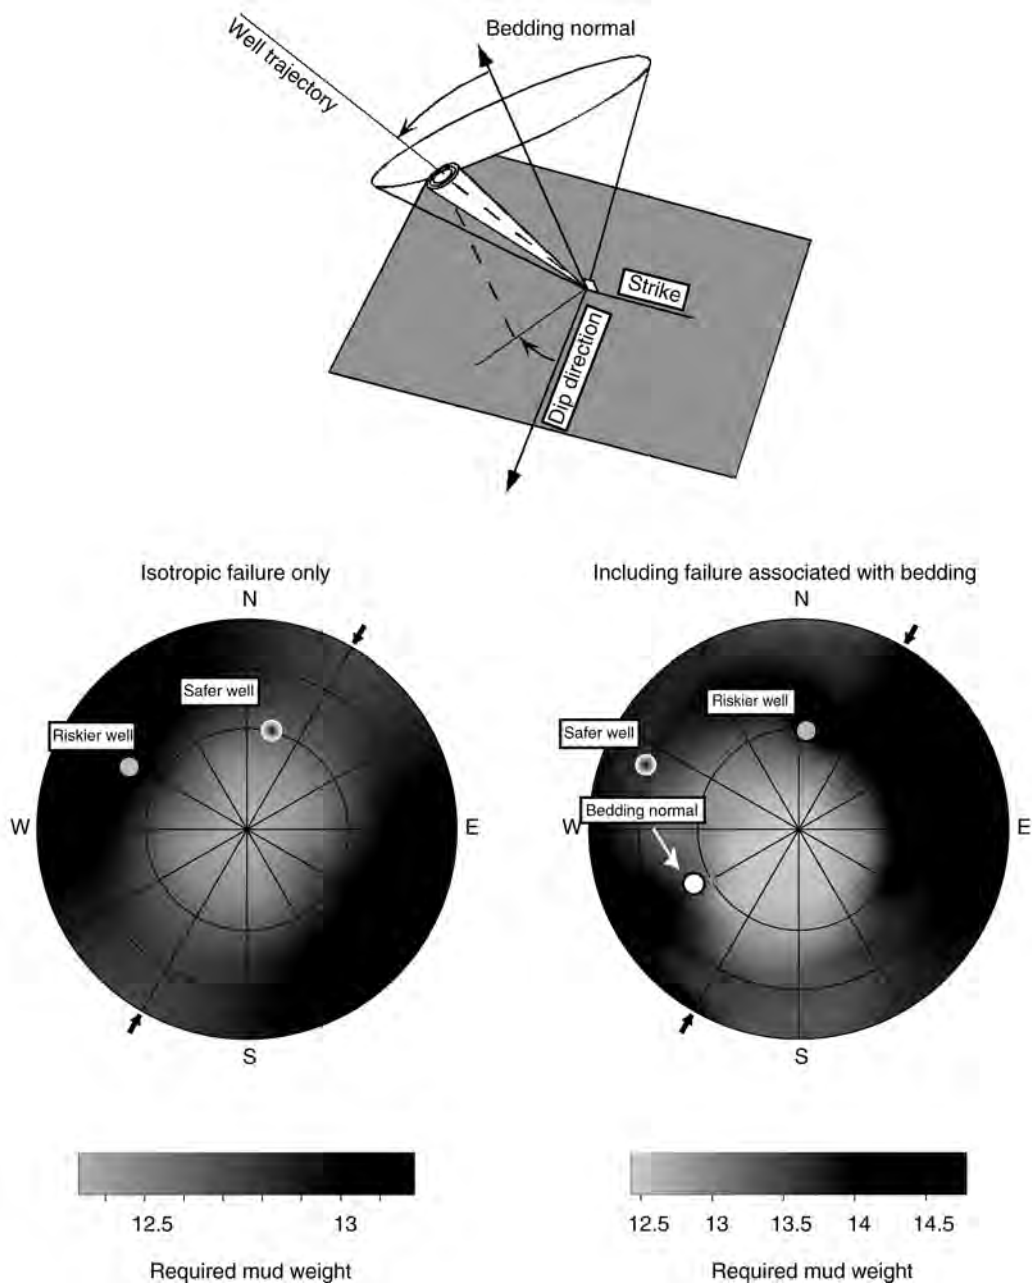 Bedding normal
Well trajectory
Strike
Dip direction
Isotropic failure only
N
Safer well
Riskier well
W
E
S
12.5 13
Required mud weight
Including failure associated with bedding
N
Riskier well
Safer well
Bedding normal
W
E
S
12.5 13 13.5 14 14.5
Required mud weight